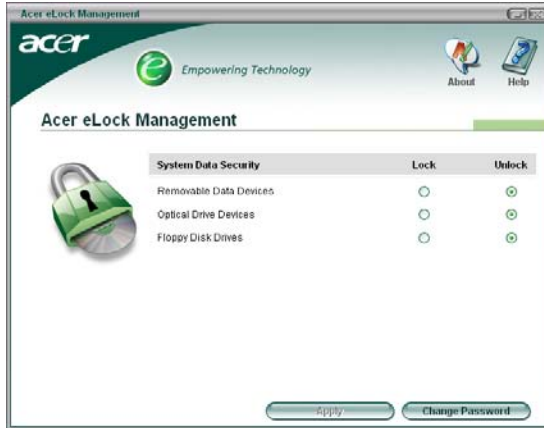 Acer eLock Management
acer
e Empowering Technology
About Help
Acer eLock Management
System Data Security Lock Unlock
Removable Data Devices
Optical Drive Devices
Floppy Disk Drives
Apply Change Password